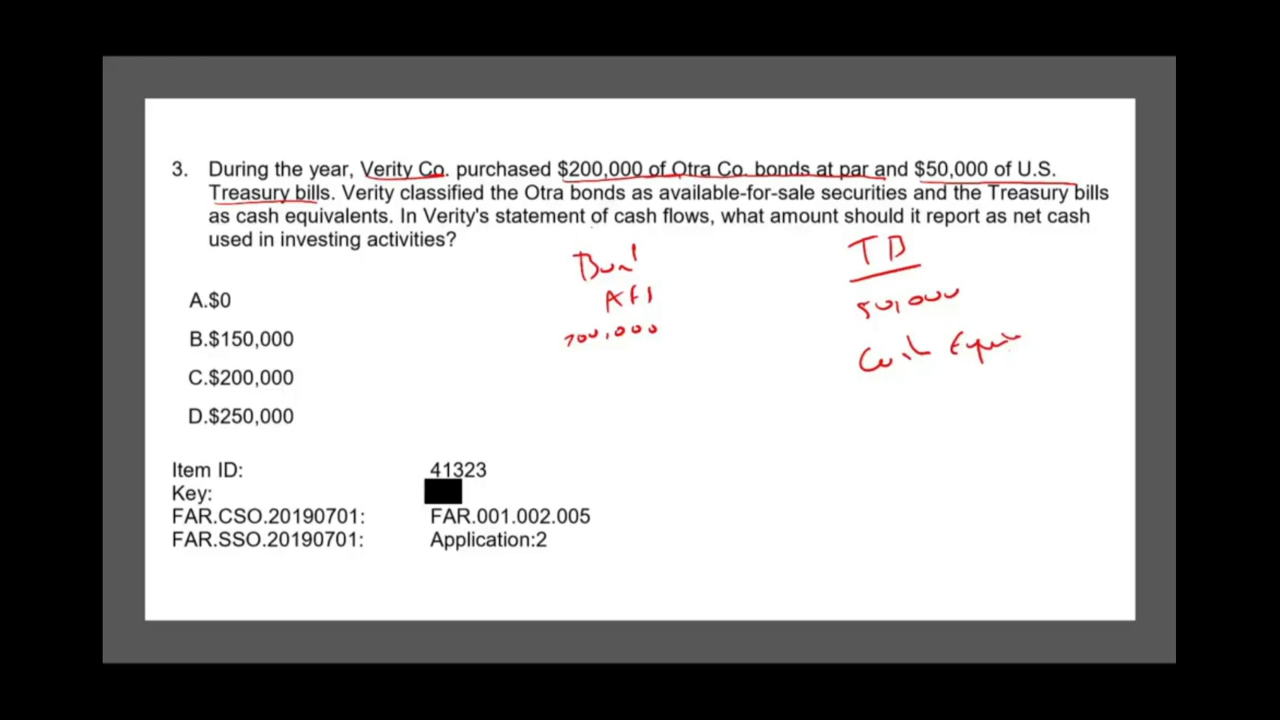 3. During the year, Verity Co. purchased $200,000 of Otra Co. bonds at par and $50,000 of U.S.
Treasury bills. Verity classified the Otra bonds as available-for-sale securities and the Treasury bills
as cash equivalents. In Verity's statement of cash flows, what amount should it report as net cash
used in investing activities?
TB
50,000
AFS
200,000
Cash Equiv
A.$0
B.$150,000
C.$200,000
D.$250,000
Item ID: 41323
Key:
FAR.CSO.20190701: FAR.001.002.005
FAR.SSO.20190701: Application:2